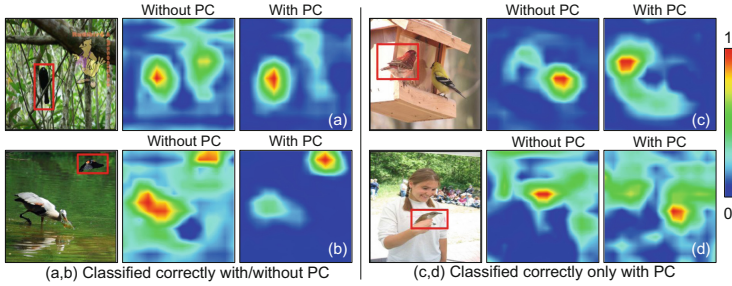 Without PC With PC
(a)
Without PC With PC
(b)
(a,b) Classified correctly with/without PC
Without PC With PC
(c)
Without PC With PC
(d)
(c,d) Classified correctly only with PC
1
0